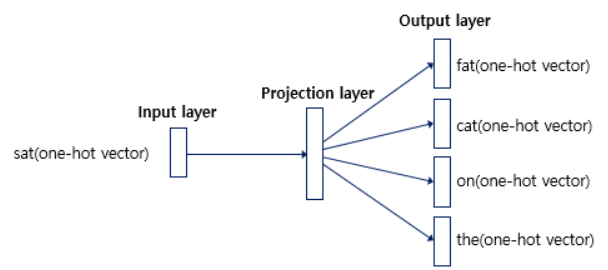 Output layer
fat(one-hot vector)
Projection layer
Input layer
cat(one-hot vector)
sat(one-hot vector)
on(one-hot vector)
the(one-hot vector)